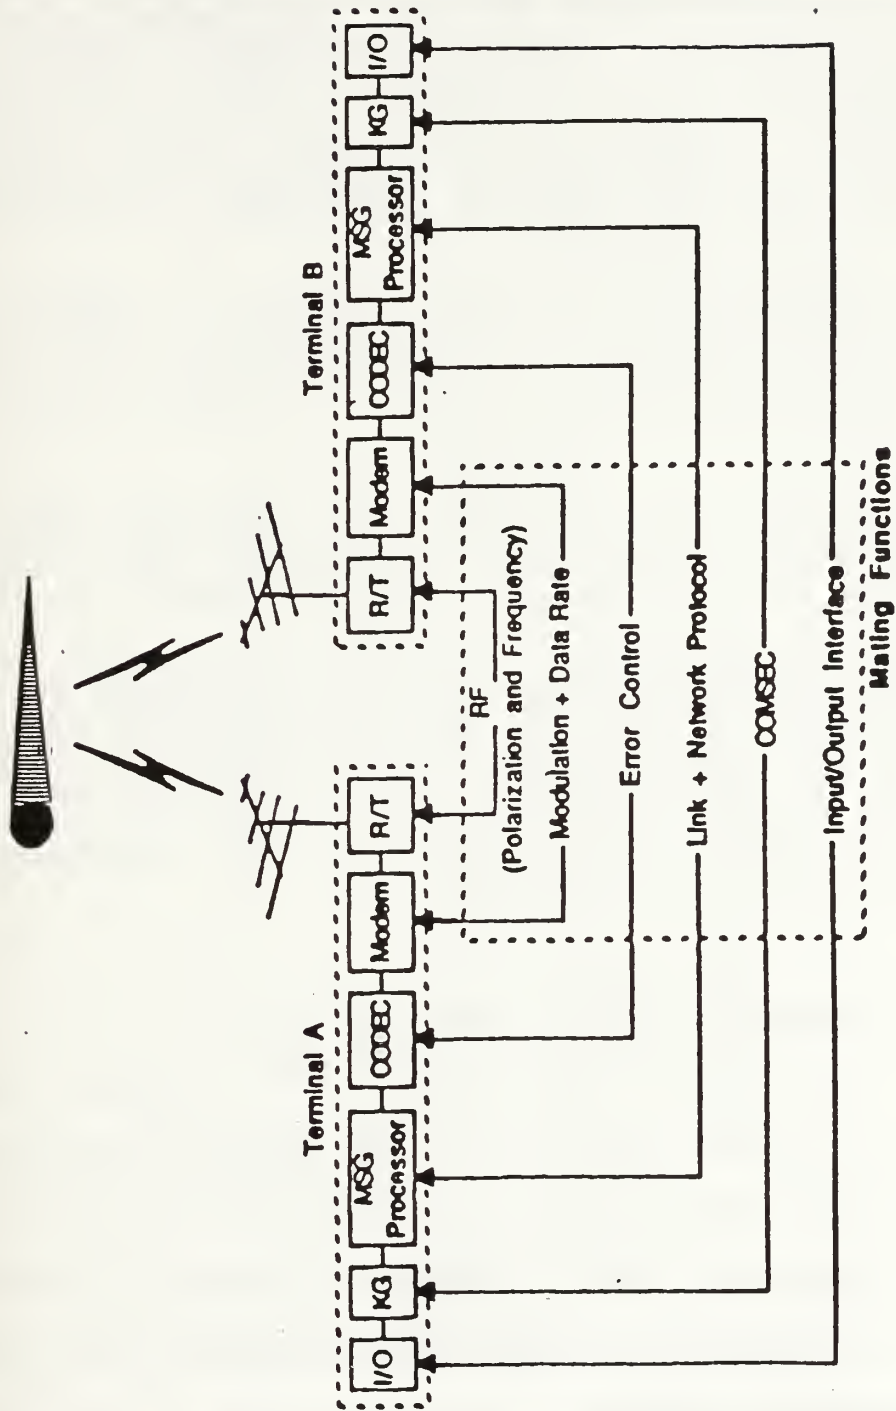 Terminal A
Terminal B
I/O
KG
MSG
Processor
CODEC
Modem
R/T
R/T
Modem
CODEC
MSG
Processor
KG
I/O
RF
(Polarization and Frequency)
Modulation + Data Rate
Error Control
Link + Network Protocol
COMSEC
Input/Output Interface
Mating Functions